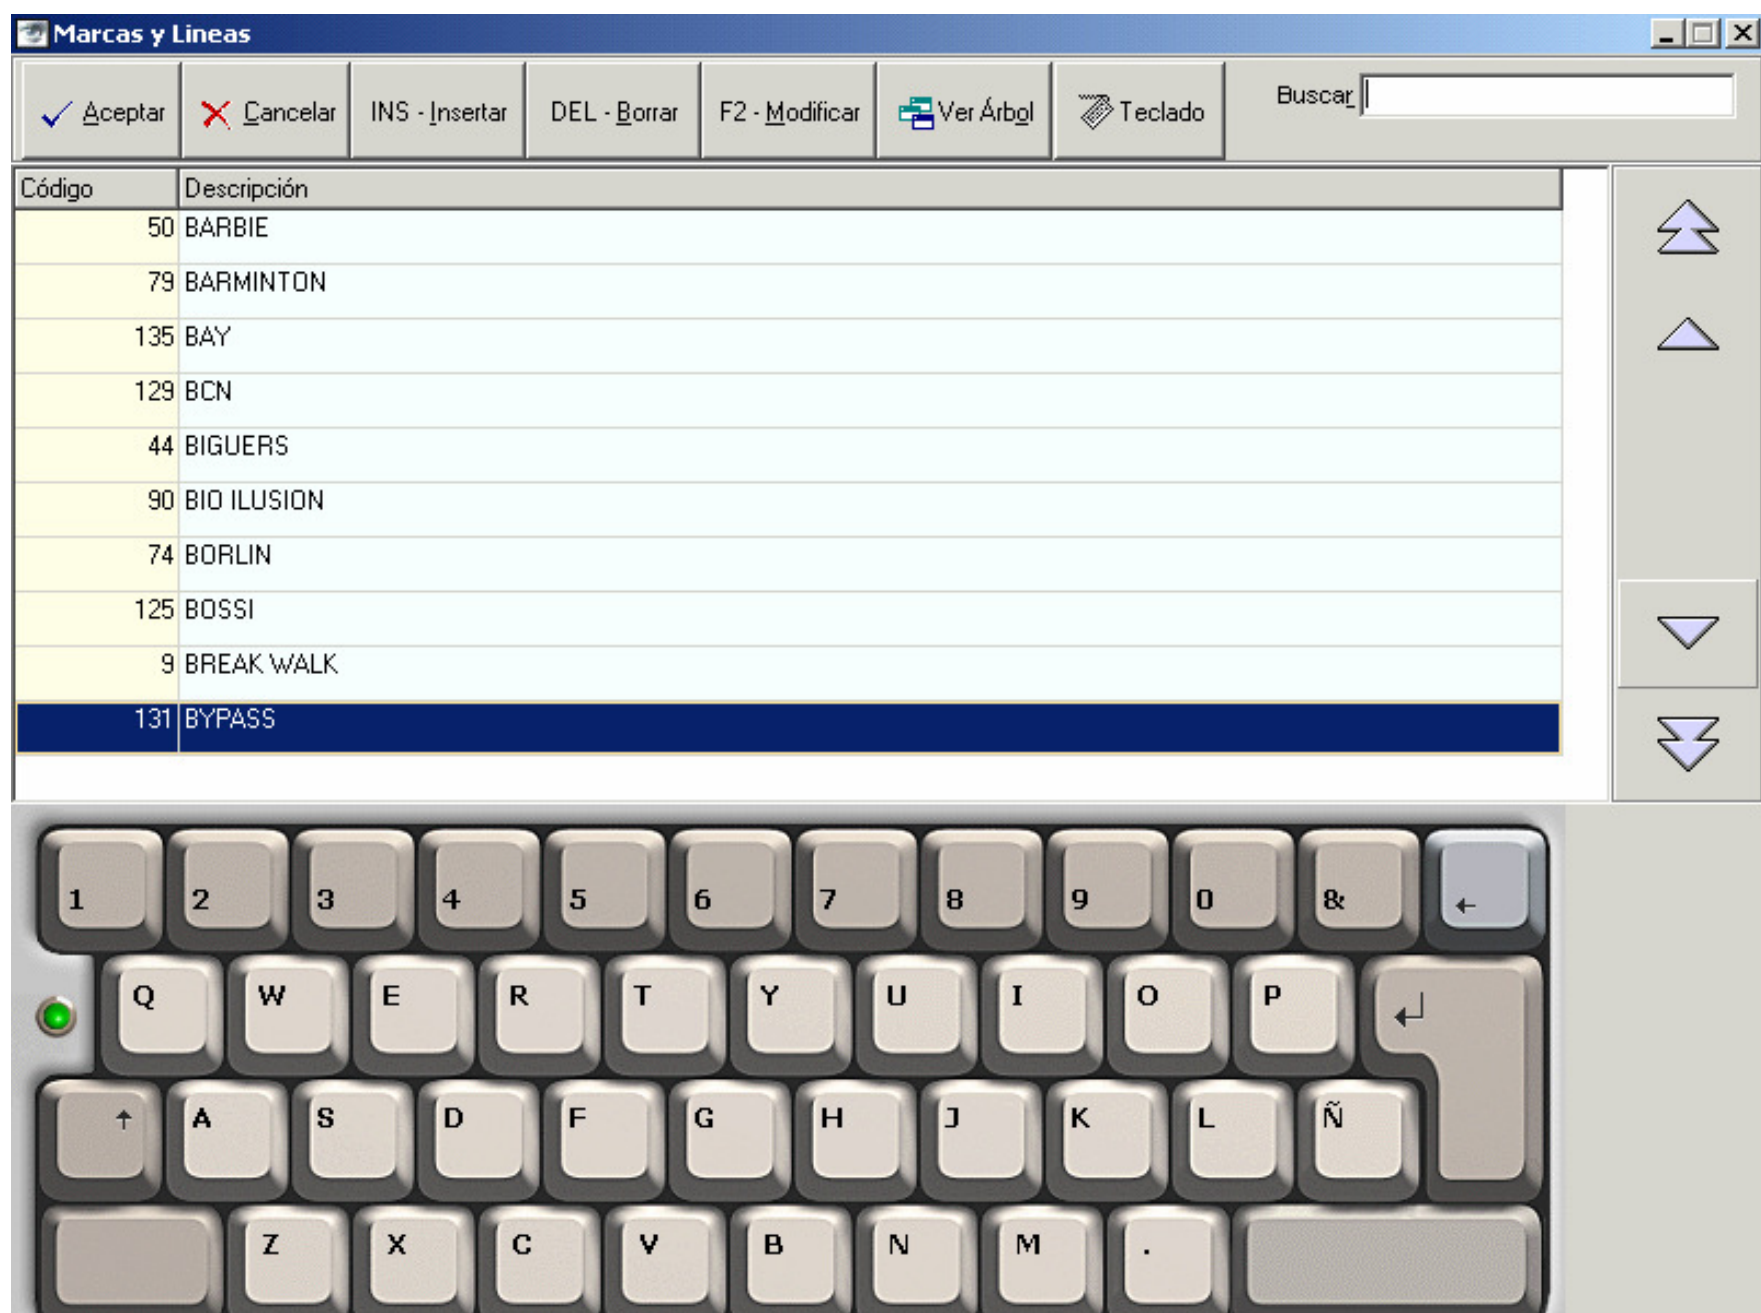 Marcas y Lineas
Aceptar Cancelar INS - Insertar DEL - Borrar F2 - Modificar Ver Árbol Teclado Buscar
Código Descripción
50 BARBIE
79 BARMINTON
135 BAY
129 BCN
44 BIGUERS
90 BIO ILUSION
74 BORLIN
125 BOSSI
9 BREAK WALK
131 BYPASS
1 2 3 4 5 6 7 8 9 0 & ←
Q W E R T Y U I O P ↵
↑ A S D F G H J K L Ñ
Z X C V B N M .